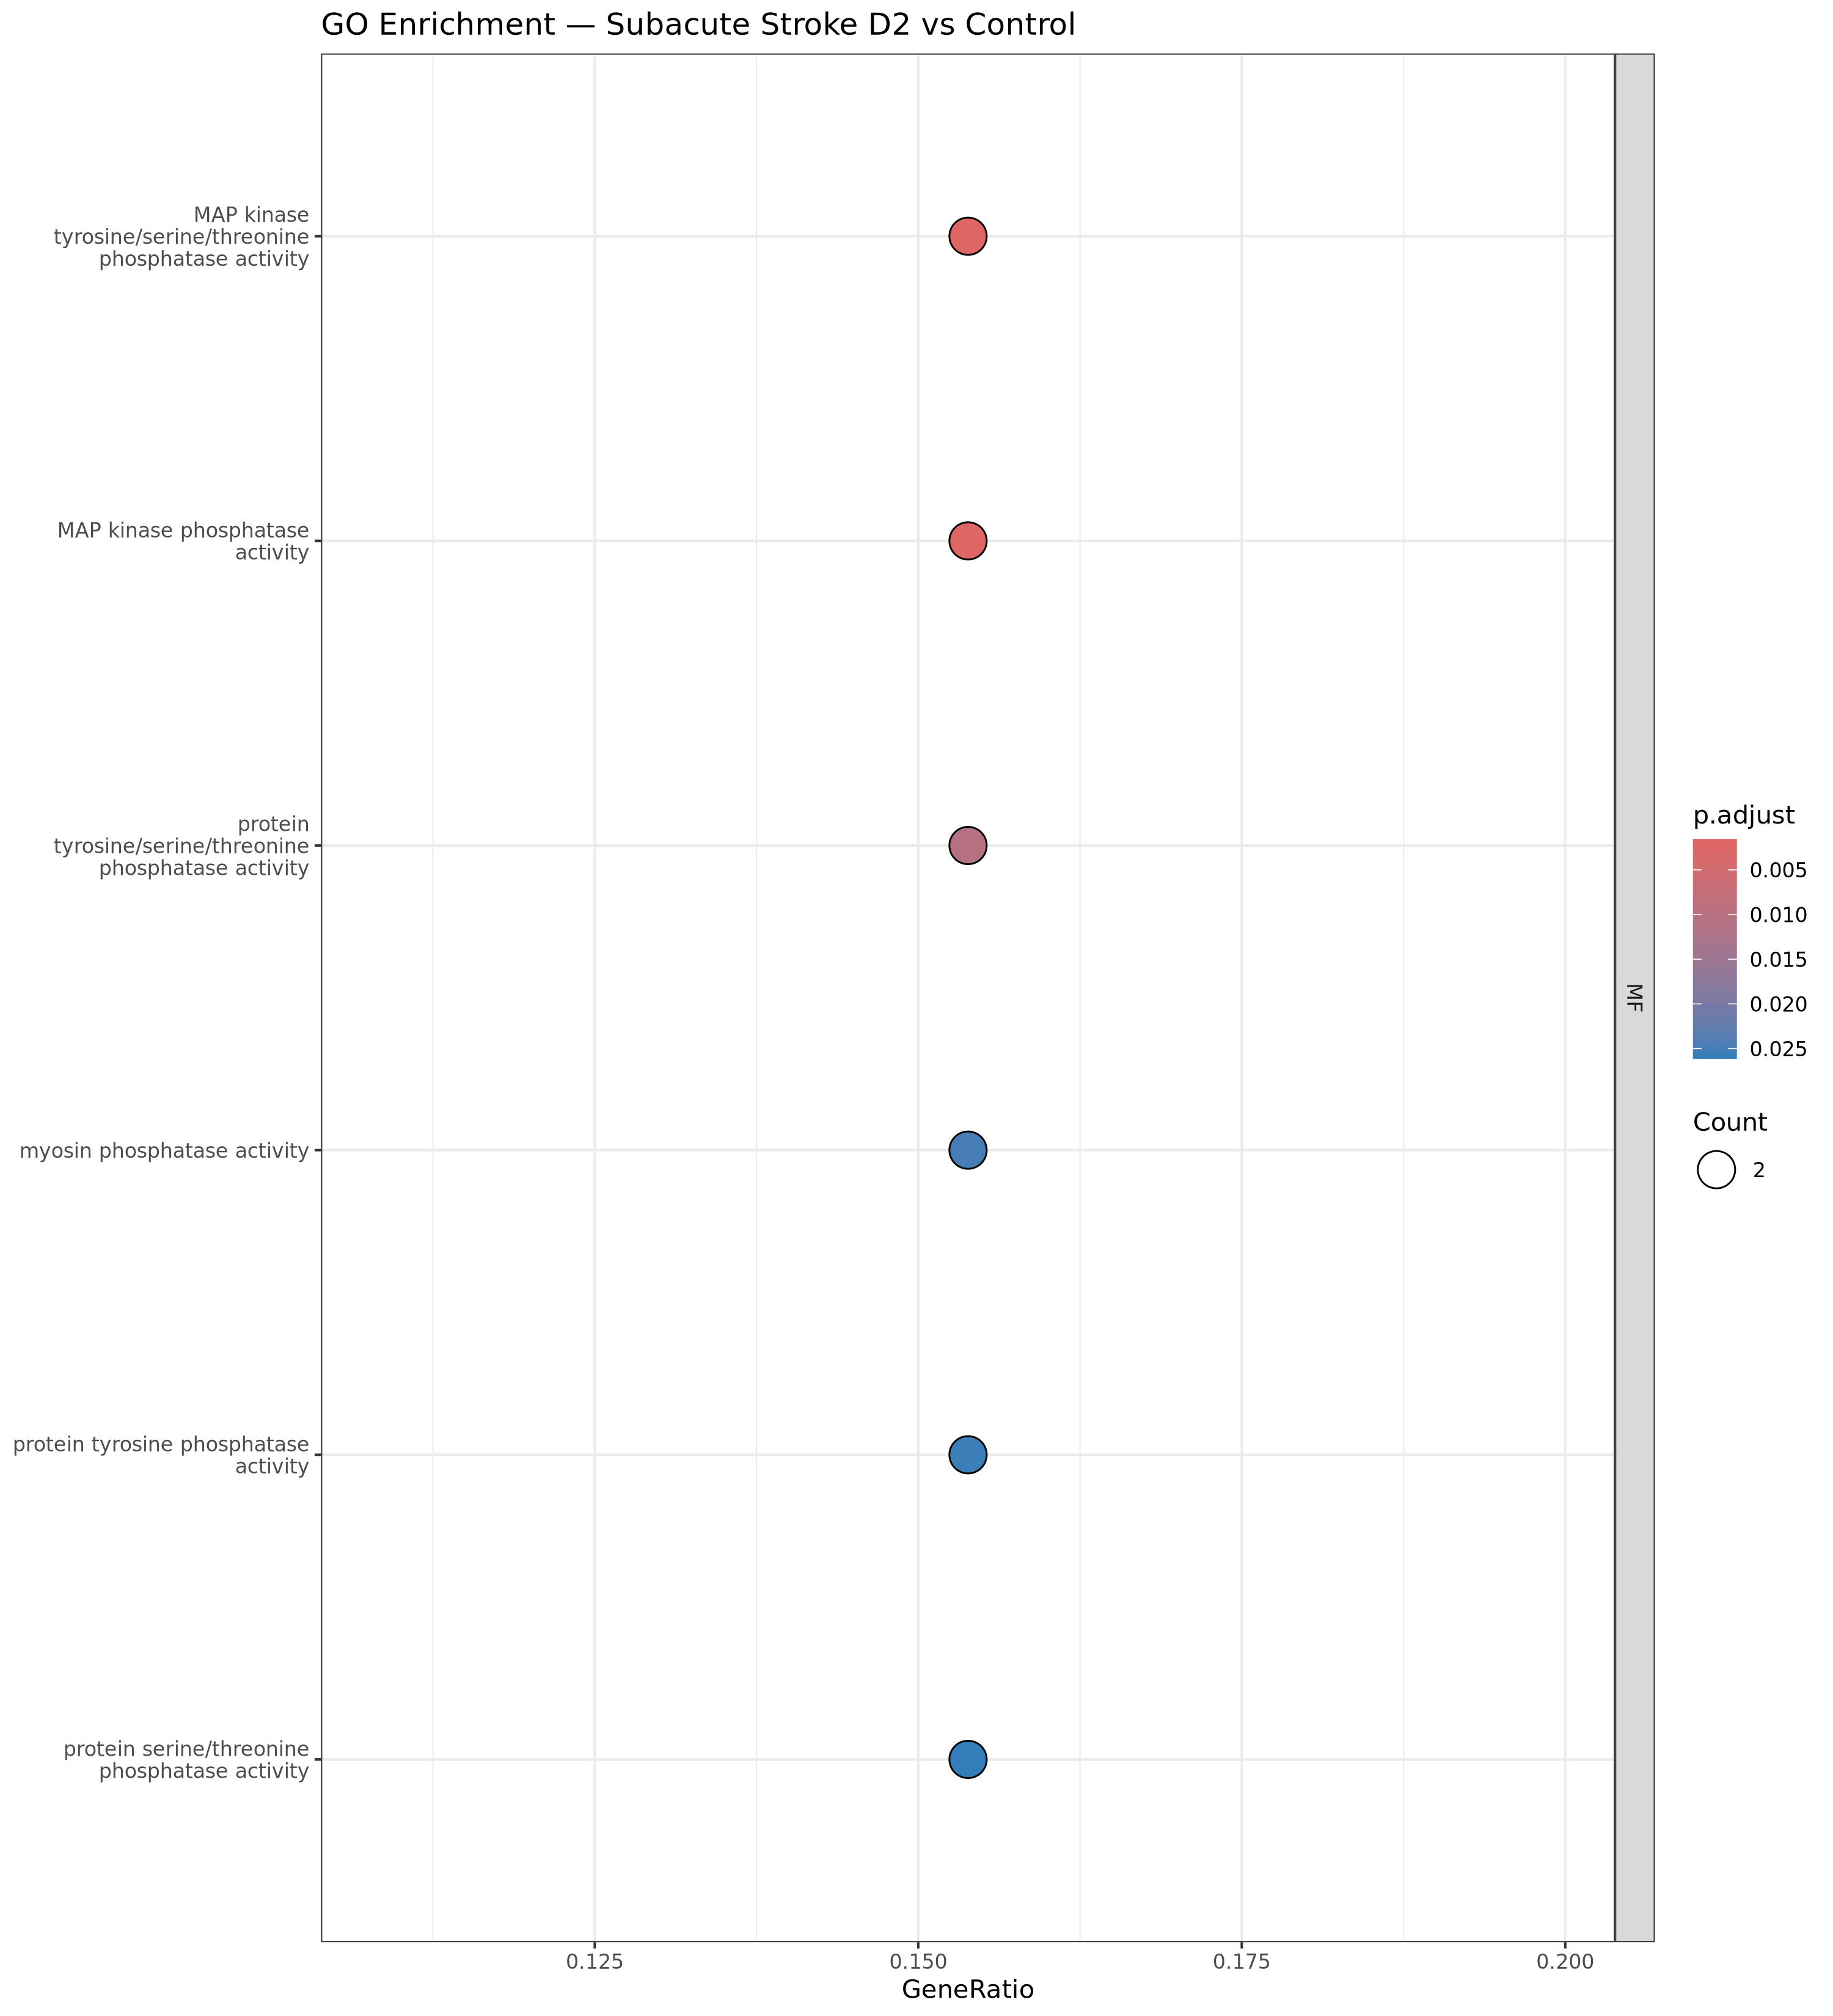 GO Enrichment — Subacute Stroke D2 vs Control
MAP kinase
tyrosine/serine/threonine
phosphatase activity
MAP kinase phosphatase
activity
protein
tyrosine/serine/threonine
phosphatase activity
myosin phosphatase activity
protein tyrosine phosphatase
activity
protein serine/threonine
phosphatase activity
0.125
0.150
0.175
0.200
GeneRatio
MF
p.adjust
0.005
0.010
0.015
0.020
0.025
Count
2